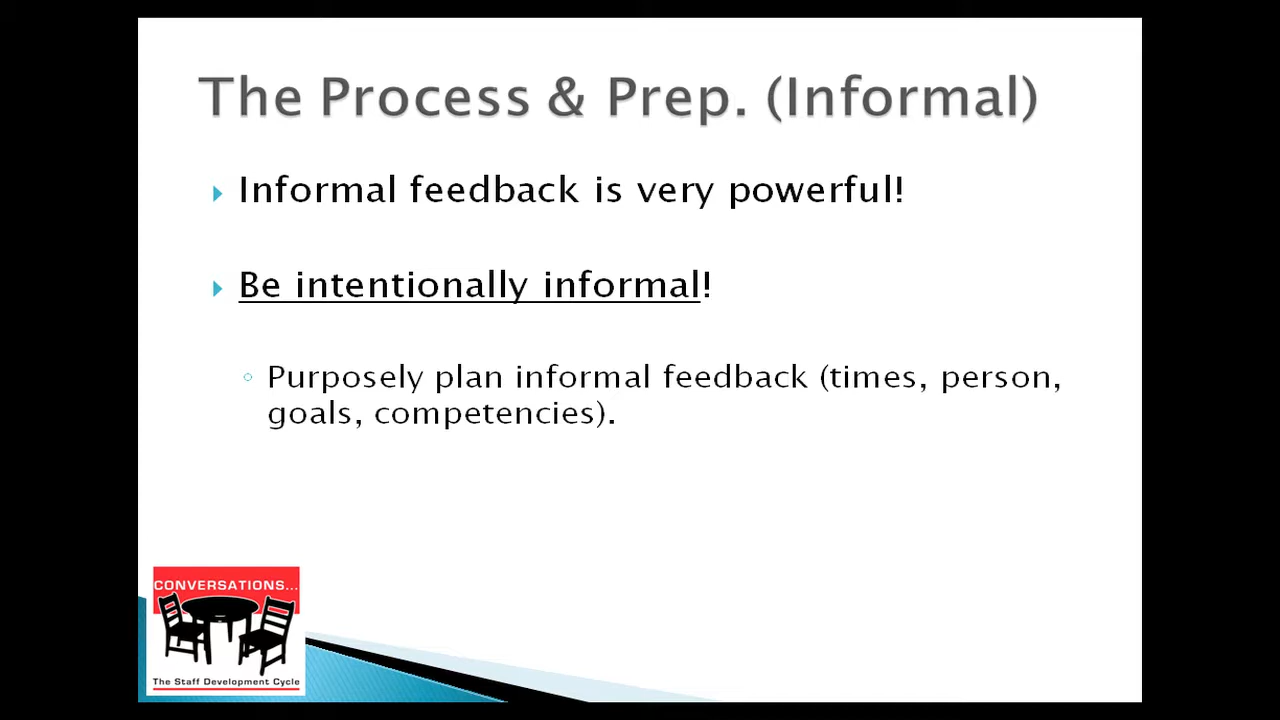 The Process & Prep. (Informal)
Informal feedback is very powerful!
Be intentionally informal!
Purposely plan informal feedback (times, person,
goals, competencies).
CONVERSATIONS...
The Staff Development Cycle